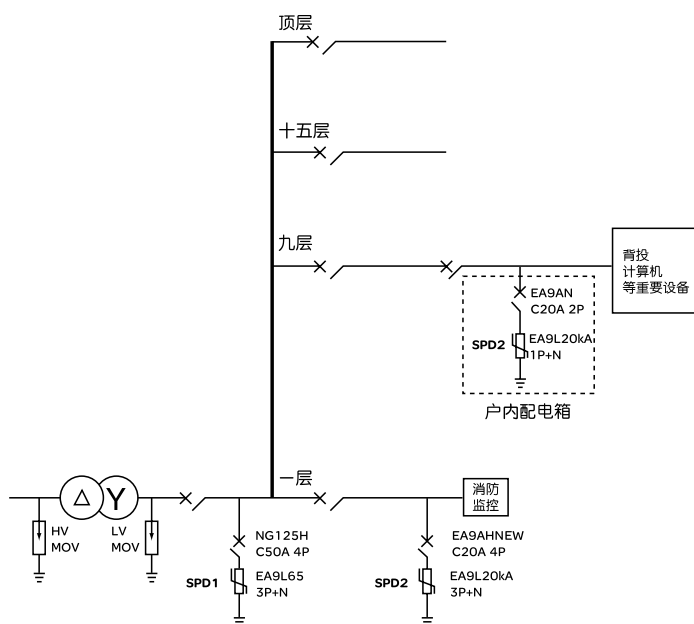 顶层
十五层
九层
背投
计算机
等重要设备
EA9AN
C20A 2P
SPD2
EA9L20kA
1P+N
户内配电箱
一层
Y
消防
监控
HV
MOV
LV
MOV
NG125H
C50A 4P
SPD1
EA9L65
3P+N
EA9AHNEW
C20A 4P
SPD2
EA9L20kA
3P+N